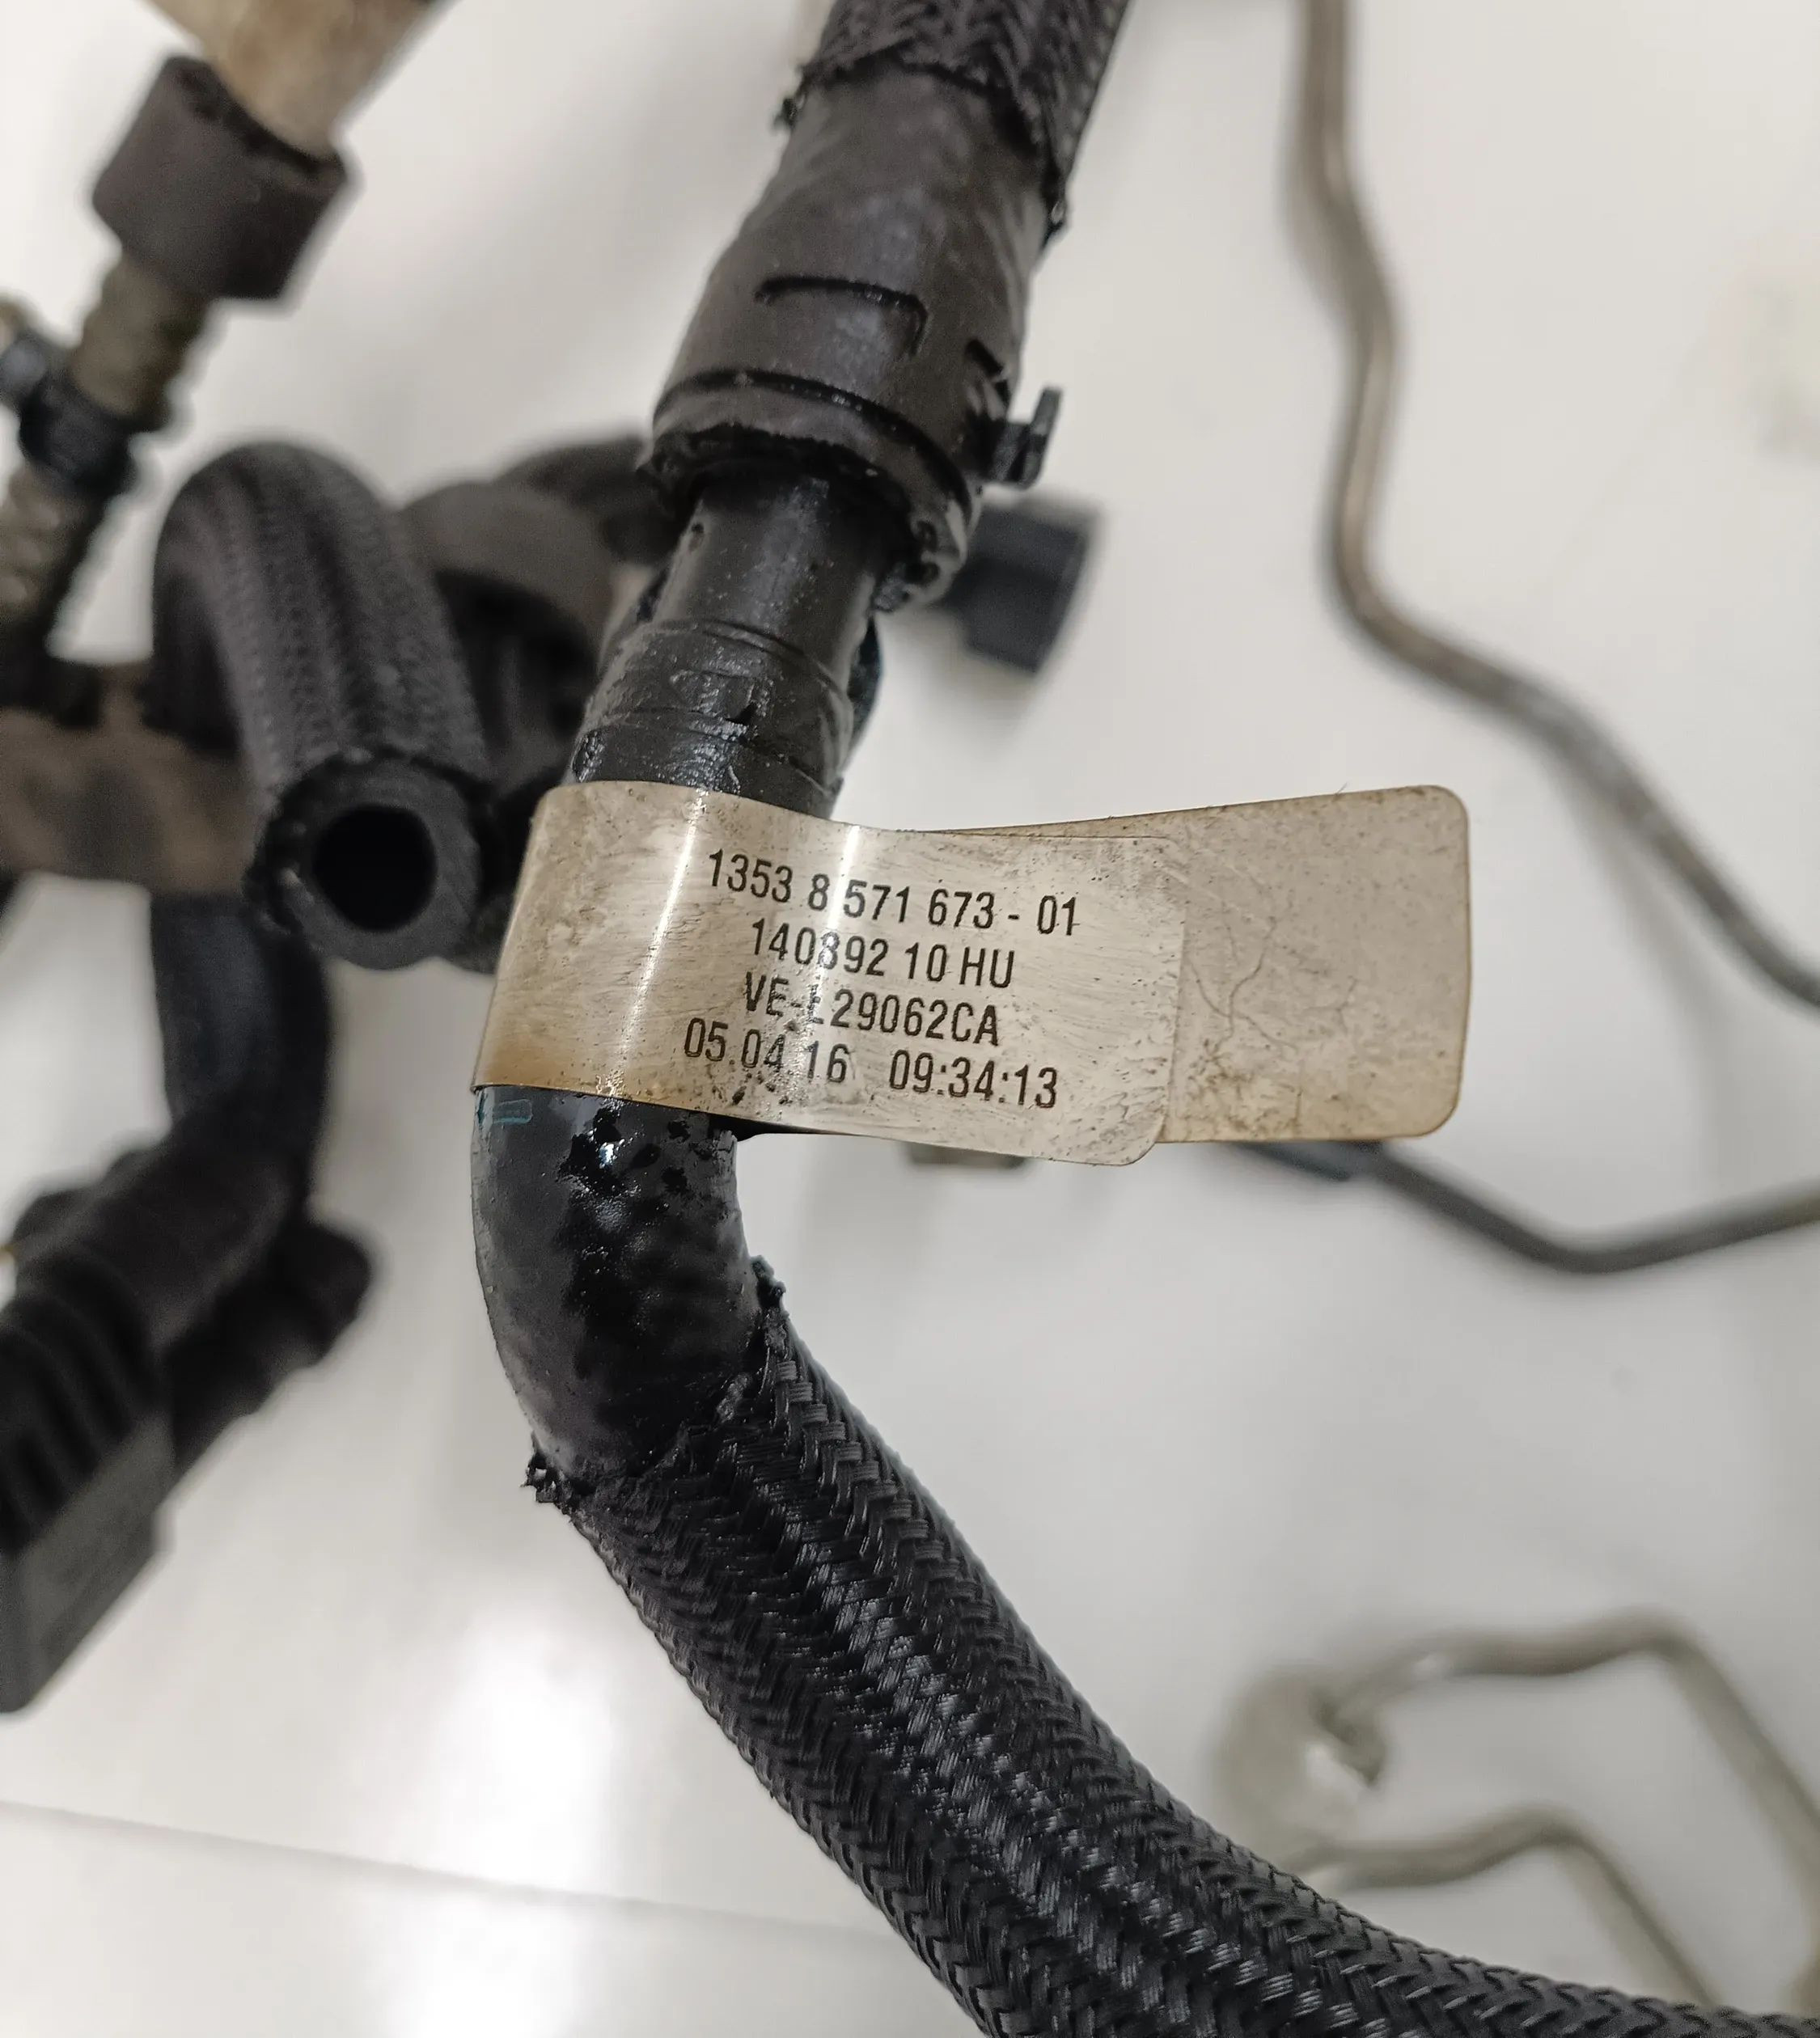 1353 8 571 673 - 01
140892 10 HU
VE-L29062CA
05.04.16 09:34:13